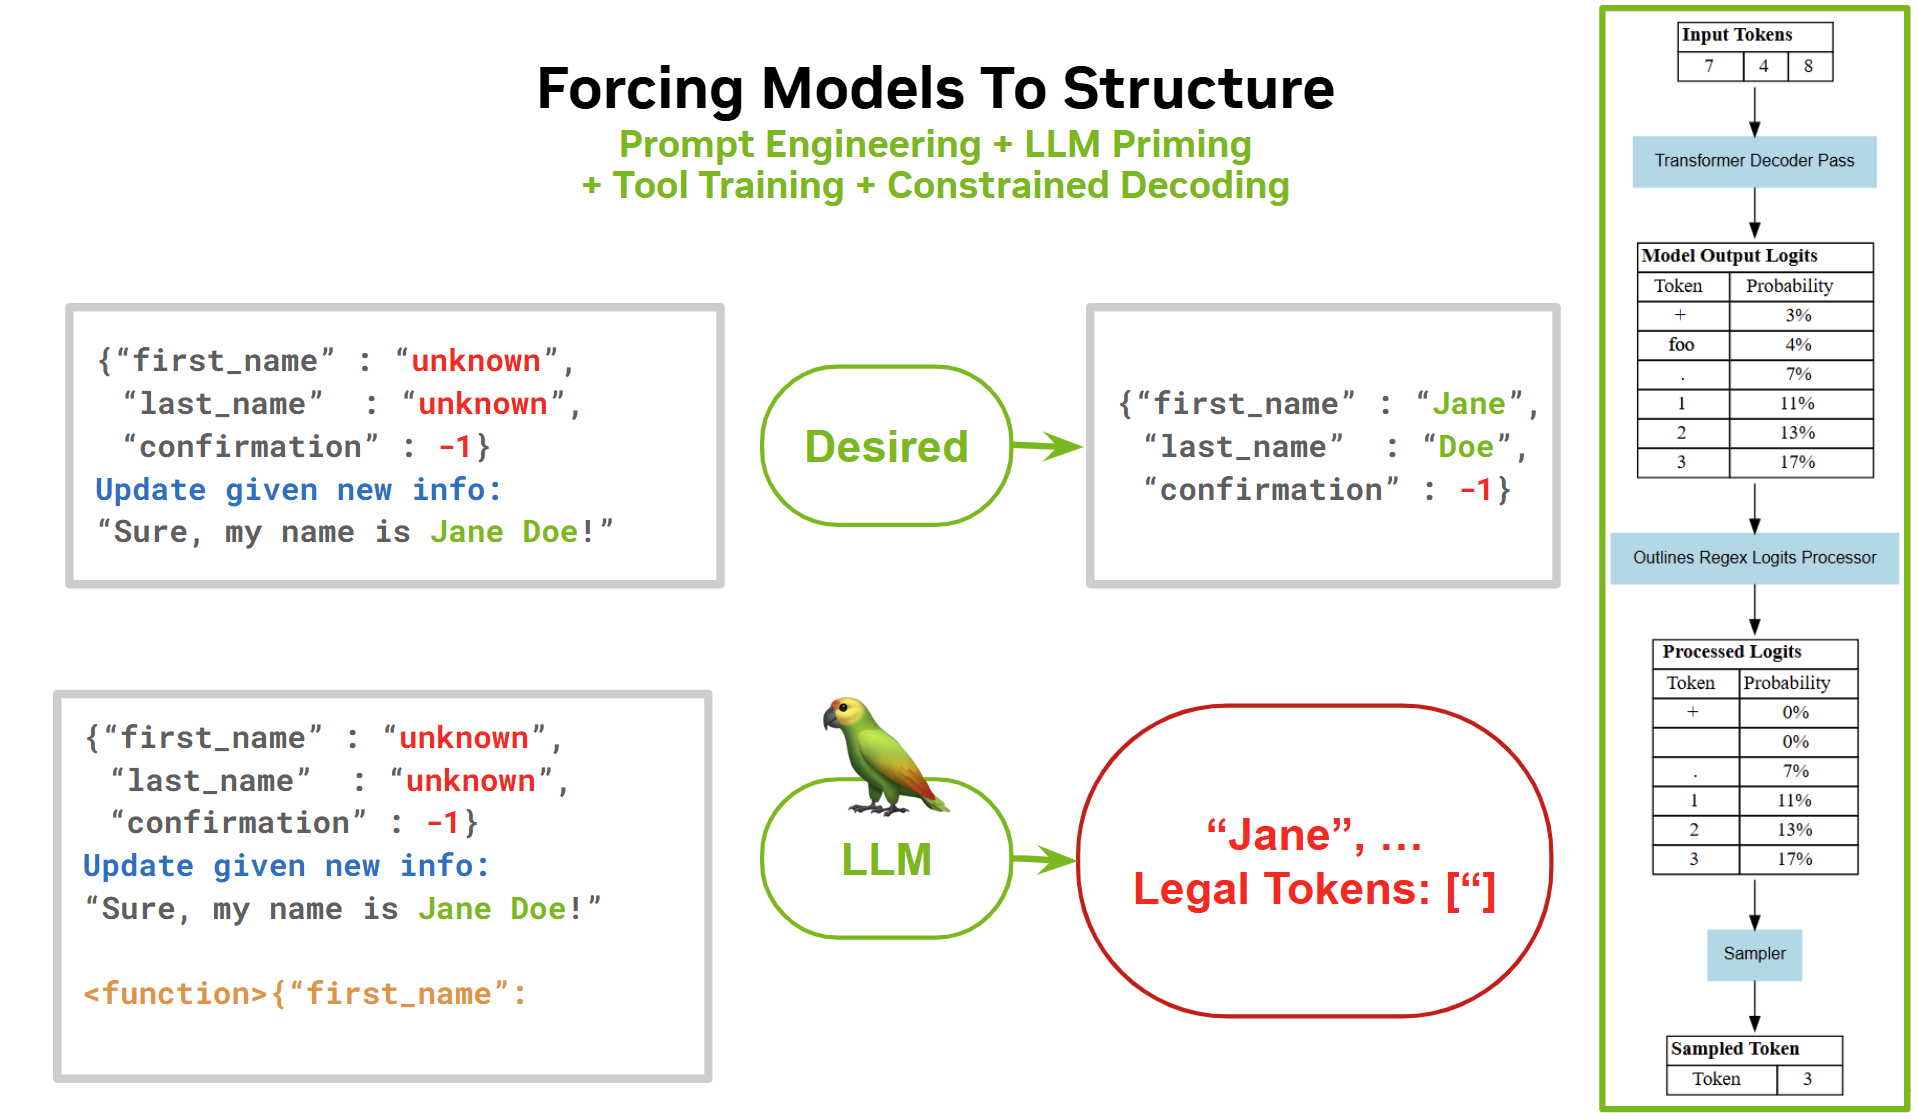 Forcing Models To Structure
Prompt Engineering + LLM Priming
+ Tool Training + Constrained Decoding
{“first_name” : “unknown”,
“last_name” : “unknown”,
“confirmation” : -1}
Update given new info:
“Sure, my name is Jane Doe!”
Desired
{“first_name” : “Jane”,
“last_name” : “Doe”,
“confirmation” : -1}
{“first_name” : “unknown”,
“last_name” : “unknown”,
“confirmation” : -1}
Update given new info:
“Sure, my name is Jane Doe!”
<function>{“first_name”:
LLM
“Jane”, ...
Legal Tokens: [“]
Input Tokens
7 4 8
Transformer Decoder Pass
Model Output Logits
Token Probability
+ 3%
foo 4%
. 7%
1 11%
2 13%
3 17%
Outlines Regex Logits Processor
Processed Logits
Token Probability
+ 0%
0%
. 7%
1 11%
2 13%
3 17%
Sampler
Sampled Token
Token 3